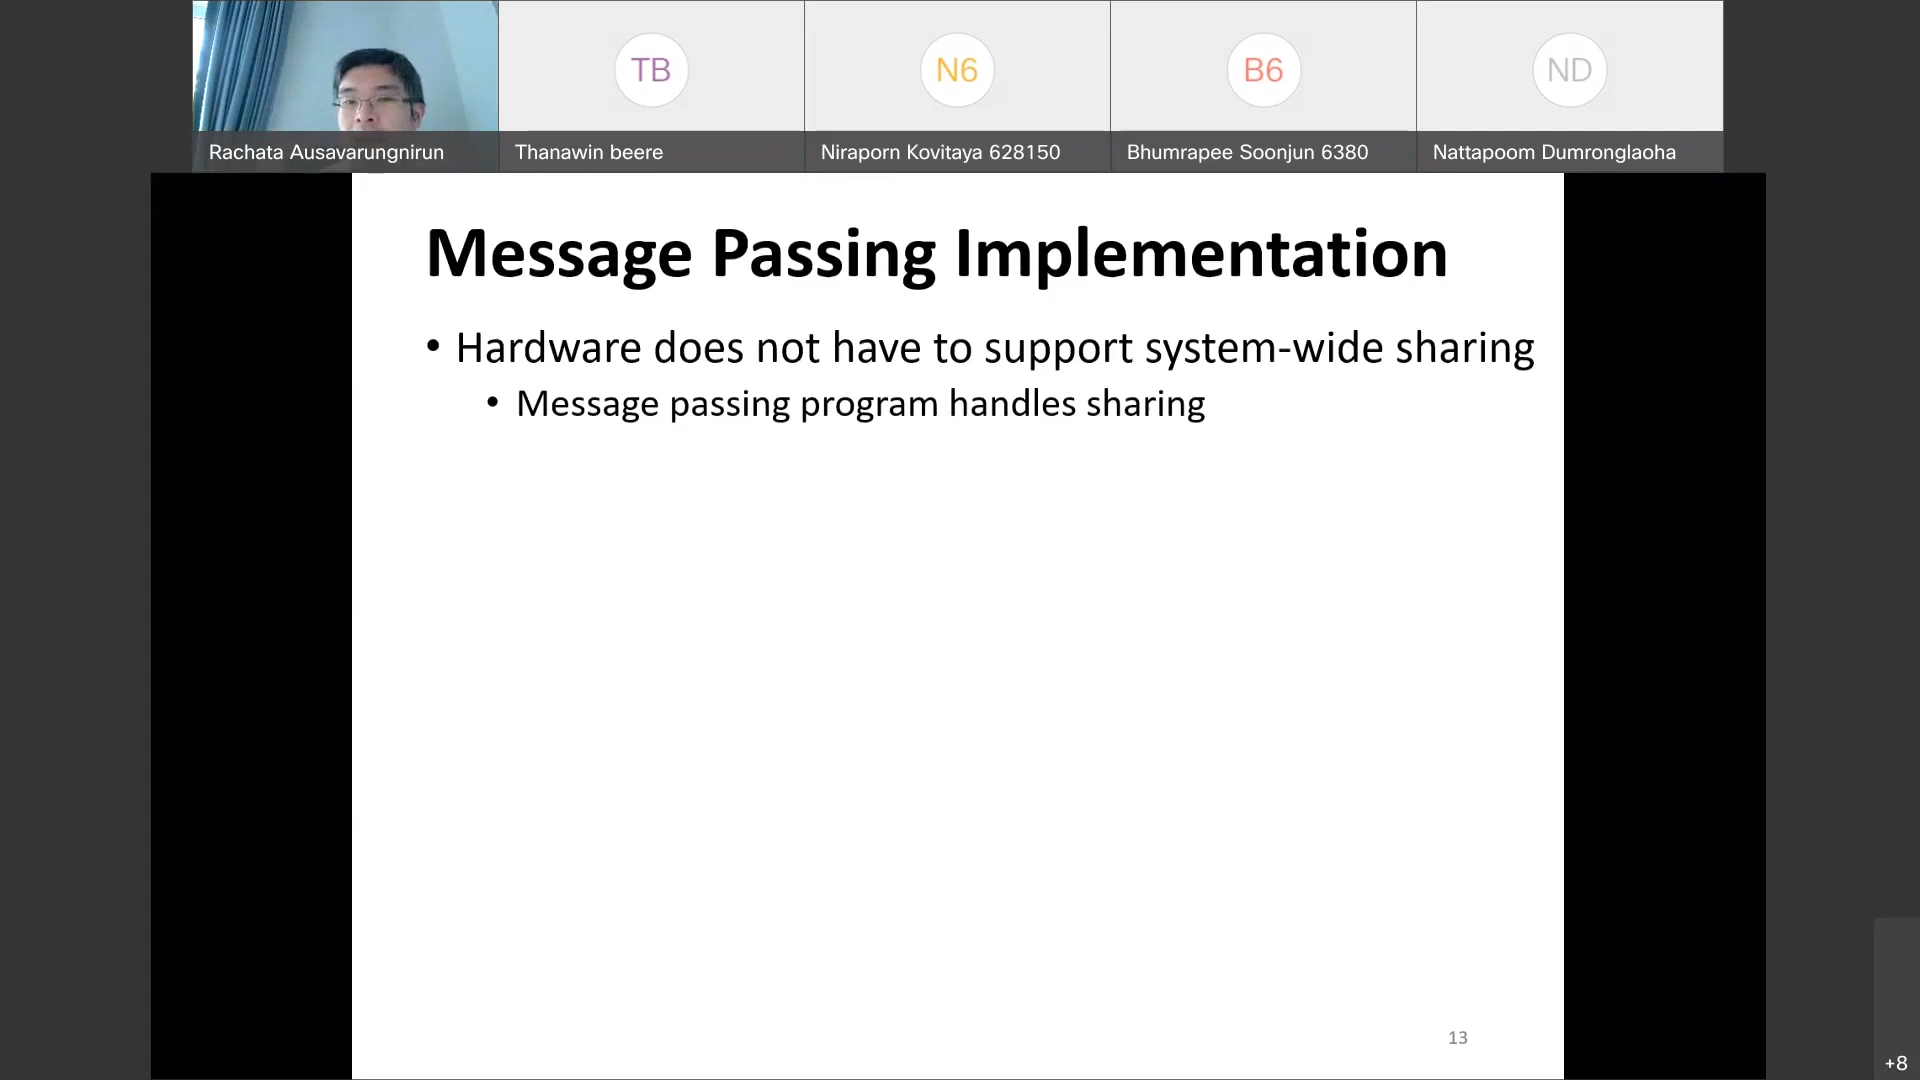 TB
N6
B6
ND
Rachata Ausavarungnirun
Thanawin beere
Niraporn Kovitaya 628150
Bhumrapee Soonjun 6380
Nattapoom Dumronglaoha
Message Passing Implementation
• Hardware does not have to support system-wide sharing
• Message passing program handles sharing
13
+8